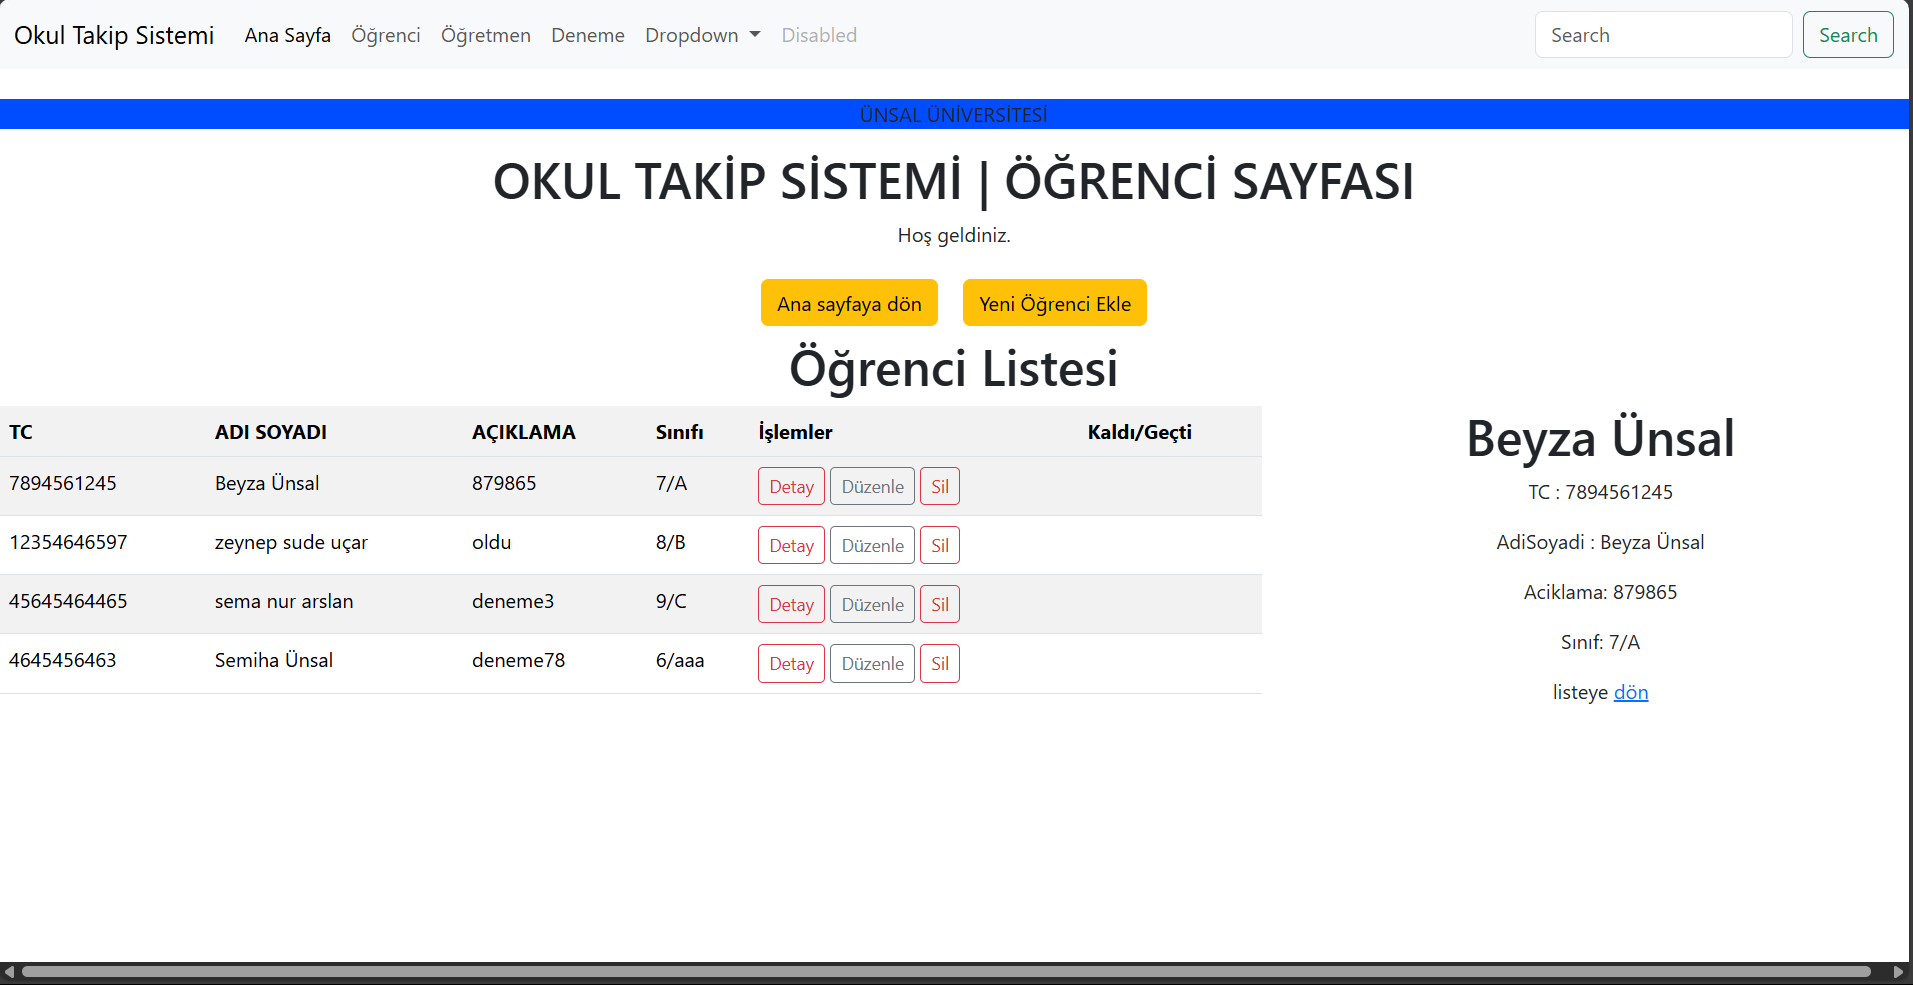 Okul Takip Sistemi Ana Sayfa Öğrenci Öğretmen Deneme Dropdown Disabled Search Search
ÜNSAL ÜNİVERSİTESİ
OKUL TAKİP SİSTEMİ | ÖĞRENCİ SAYFASI
Hoş geldiniz.
Ana sayfaya dön Yeni Öğrenci Ekle
Öğrenci Listesi
TC ADI SOYADI AÇIKLAMA Sınıfı İşlemler Kaldı/Geçti
7894561245 Beyza Ünsal 879865 7/A Detay Düzenle Sil
12354646597 zeynep sude uçar oldu 8/B Detay Düzenle Sil
45645464465 sema nur arslan deneme3 9/C Detay Düzenle Sil
4645456463 Semiha Ünsal deneme78 6/aaa Detay Düzenle Sil
Beyza Ünsal
TC : 7894561245
AdiSoyadi : Beyza Ünsal
Aciklama: 879865
Sınıf: 7/A
listeye dön